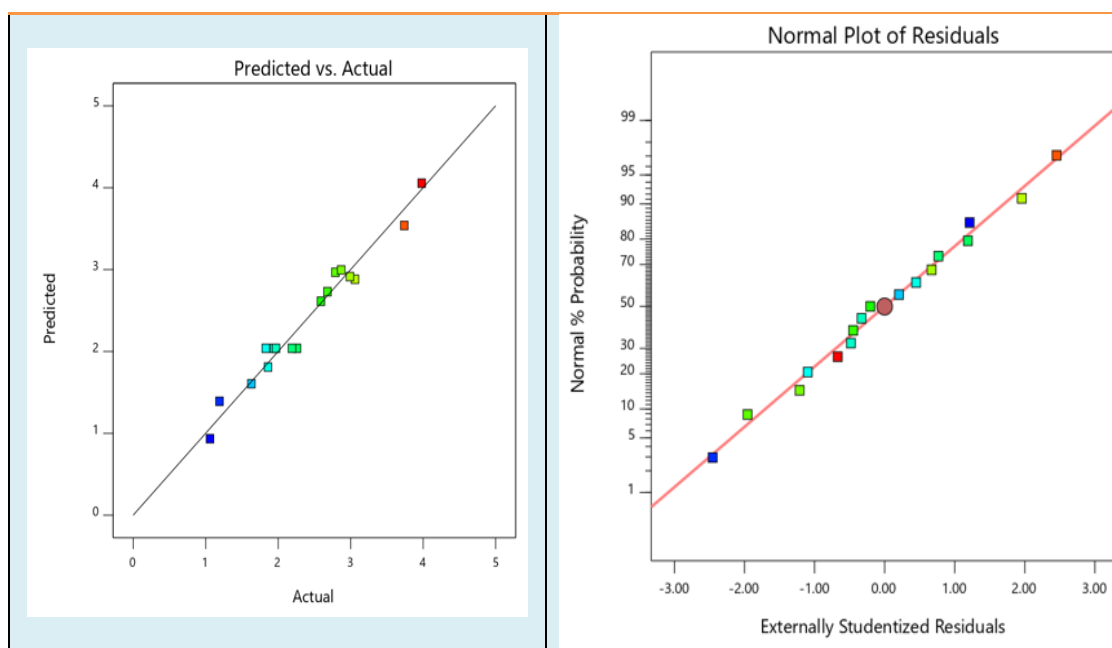 Predicted vs. Actual
5
4
3
2
1
0
Predicted
0 1 2 3 4 5
Actual
Normal Plot of Residuals
99
95
90
80
70
50
30
20
10
5
1
Normal % Probability
-3.00 -2.00 -1.00 0.00 1.00 2.00 3.00
Externally Studentized Residuals